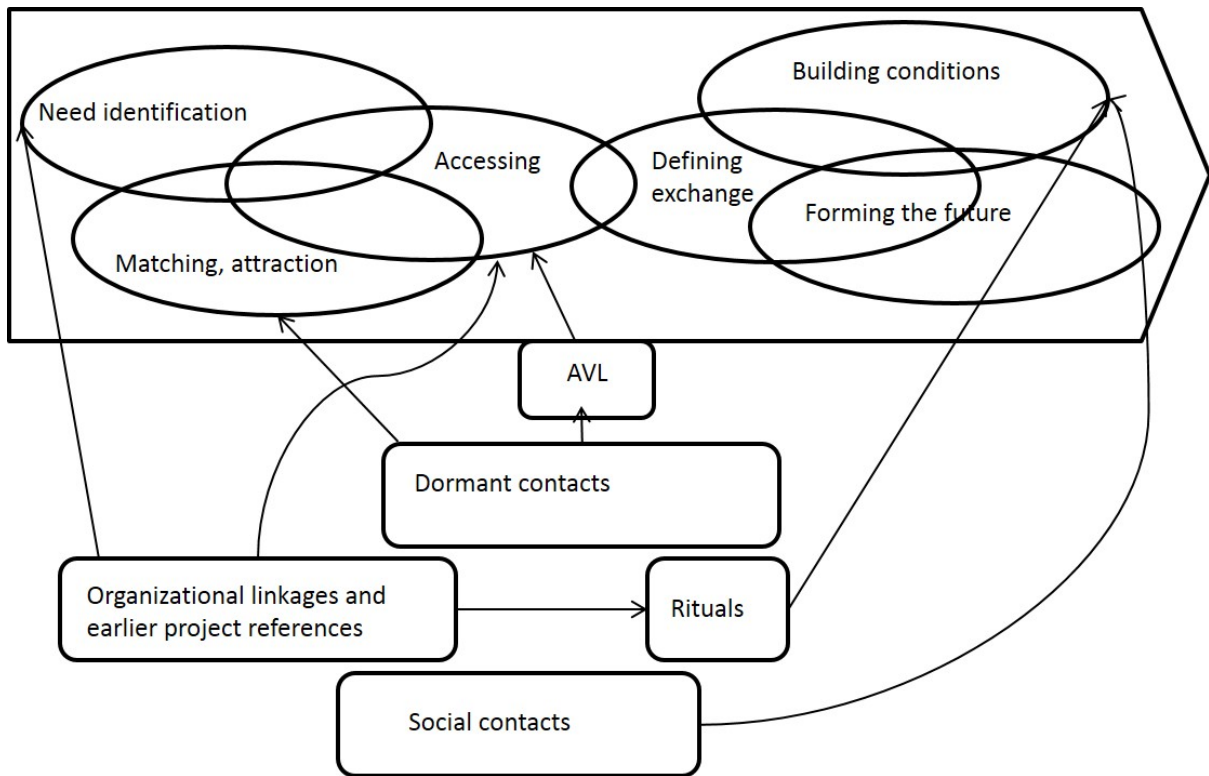 Building conditions
Need identification
Accessing
Defining
exchange
Forming the future
Matching, attraction
AVL
Dormant contacts
Organizational linkages and
earlier project references
Rituals
Social contacts